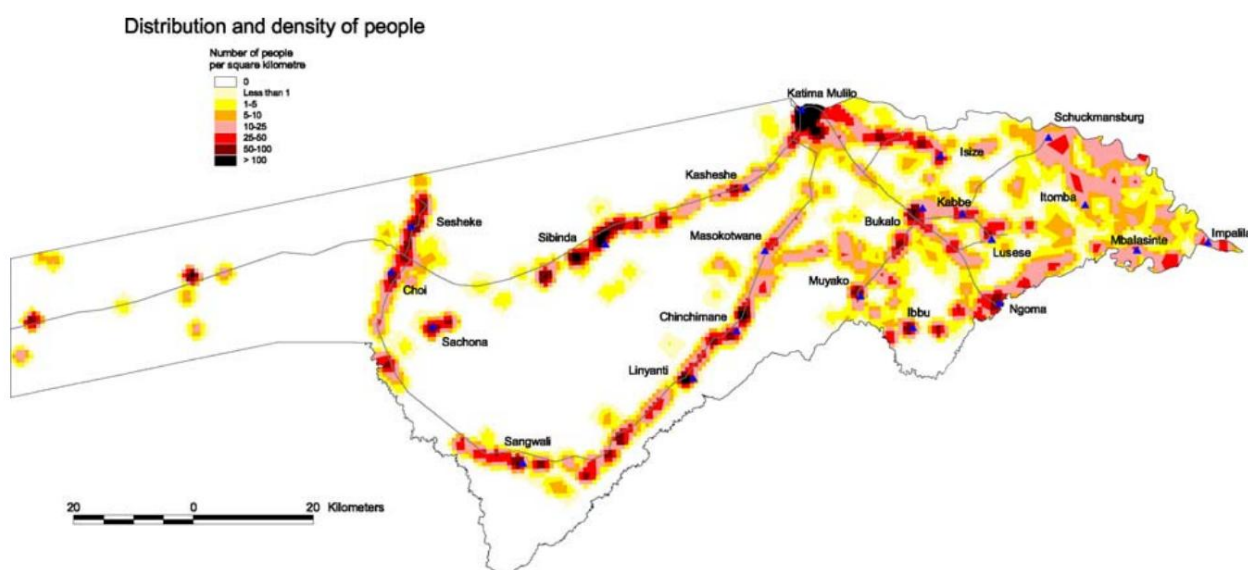 Distribution and density of people
Number of people
per square kilometre
0
Less than 1
1-5
5-10
10-25
25-50
50-100
> 100
Katima Mulilo
Schuckmansburg
Isize
Kasheshe
Kabbe
Itomba
Sesheke
Bukalo
Sibinda
Masokotwane
Lusese
Mbalasinte
Impalila
Choi
Muyako
Chinchimane
Ibbu
Ngoma
Sachona
Linyanti
Sangwali
20 0 20 Kilometers